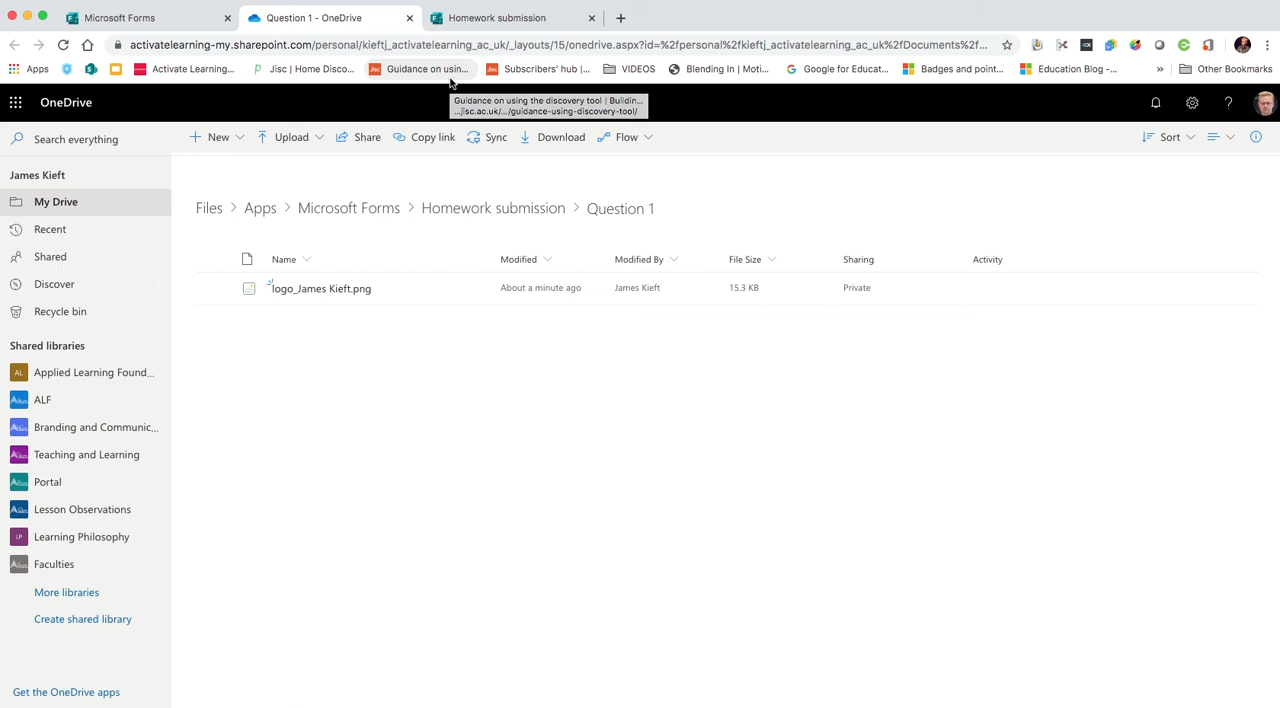 Microsoft Forms
Question 1 - OneDrive
Homework submission
activatelearning-my.sharepoint.com/personal/kieftj_activatelearning_ac_uk/_layouts/15/onedrive.aspx?id=%2fpersonal%2fkieftj_activatelearning_ac_uk%2fDocuments%2f...
Apps
Activate Learning...
Jisc | Home Disco...
Guidance on usin...
Subscribers' hub |...
VIDEOS
Blending In | Moti...
Google for Educat...
Badges and point...
Education Blog -...
»
Other Bookmarks
Guidance on using the discovery tool | Buildin...
...jisc.ac.uk/.../guidance-using-discovery-tool/
OneDrive
Search everything
New
Upload
Share
Copy link
Sync
Download
Flow
Sort
James Kieft
My Drive
Recent
Shared
Discover
Recycle bin
Shared libraries
AL Applied Learning Found...
ALF
Branding and Communic...
Teaching and Learning
Portal
Lesson Observations
LP Learning Philosophy
Faculties
More libraries
Create shared library
Get the OneDrive apps
Files > Apps > Microsoft Forms > Homework submission > Question 1
Name Modified Modified By File Size Sharing Activity
logo_James Kieft.png About a minute ago James Kieft 15.3 KB Private